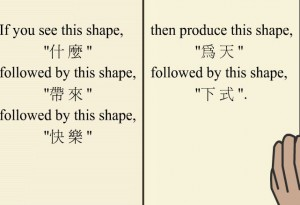 If you see this shape,
"什麼"
followed by this shape,
"帶來"
followed by this shape,
"快樂"
then produce this shape,
"爲天"
followed by this shape,
"下式".